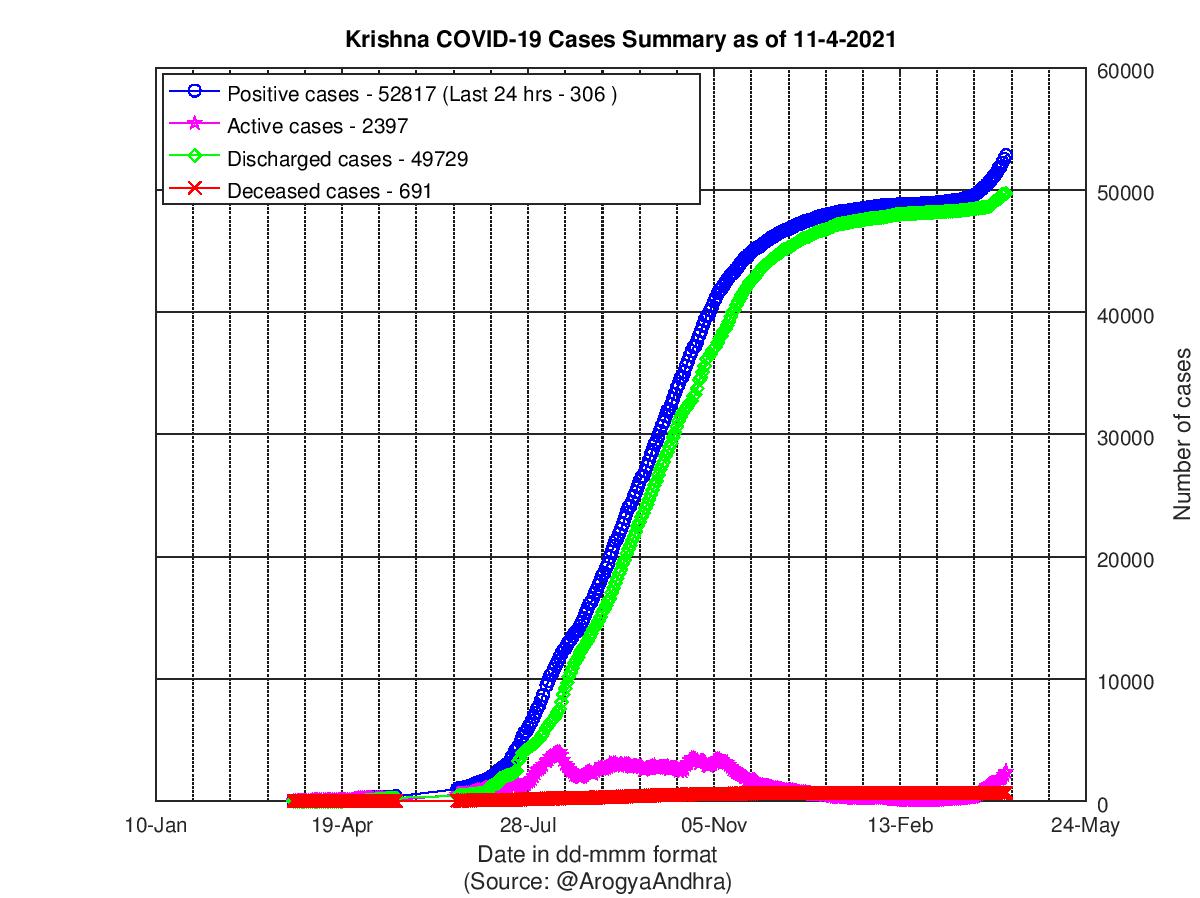 Krishna COVID-19 Cases Summary as of 11-4-2021
Positive cases - 52817 (Last 24 hrs - 306 )
Active cases - 2397
Discharged cases - 49729
Deceased cases - 691
60000
50000
40000
30000
20000
10000
0
Number of cases
10-Jan 19-Apr 28-Jul 05-Nov 13-Feb 24-May
Date in dd-mmm format
(Source: @ArogyaAndhra)